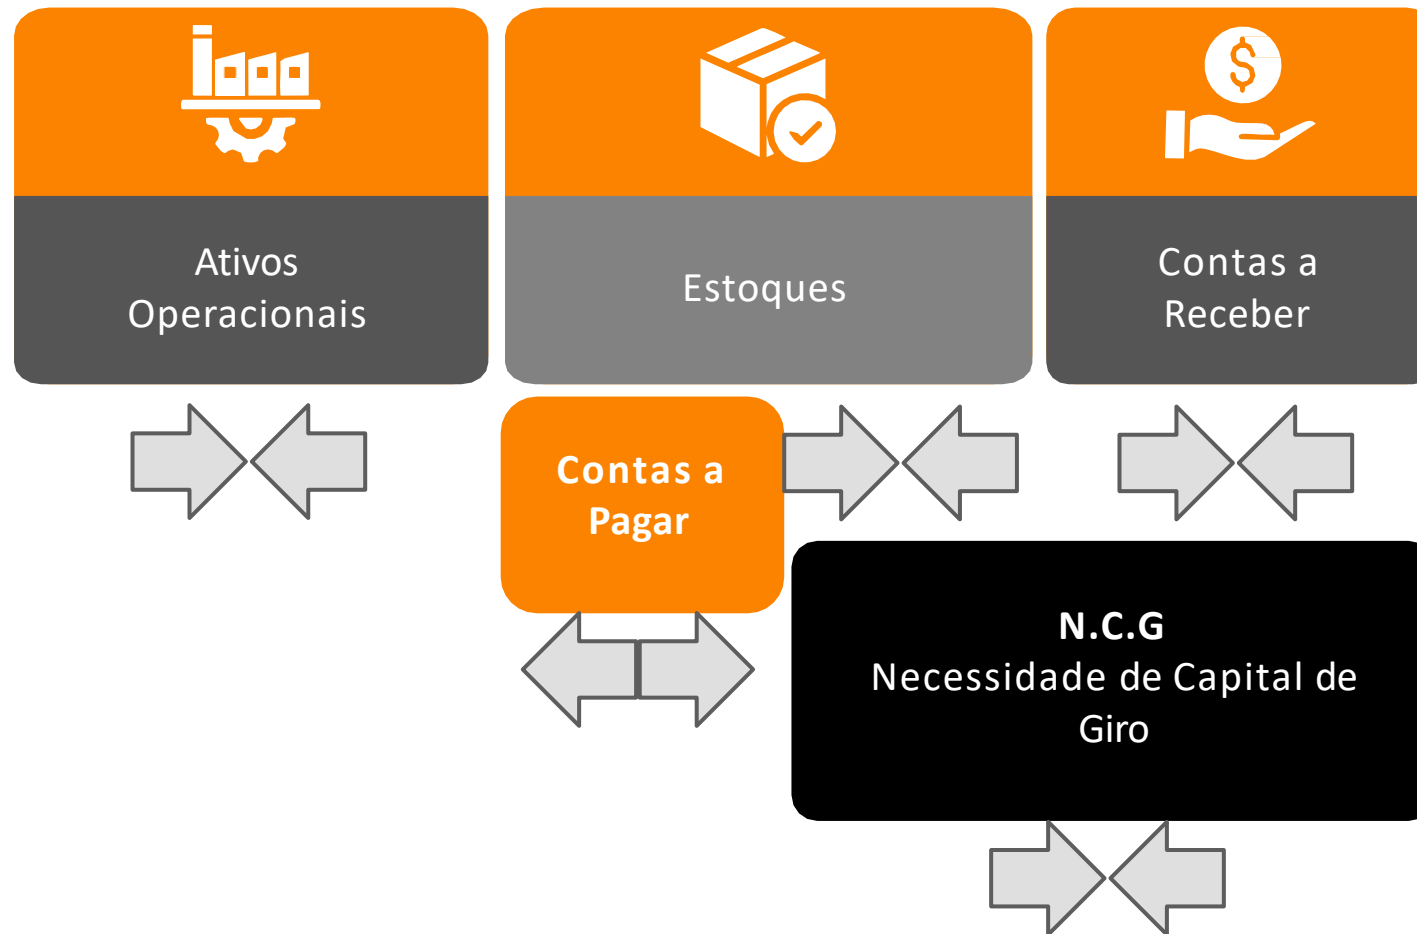 Ativos
Operacionais
Estoques
Contas a
Receber
Contas a
Pagar
N.C.G
Necessidade de Capital de
Giro